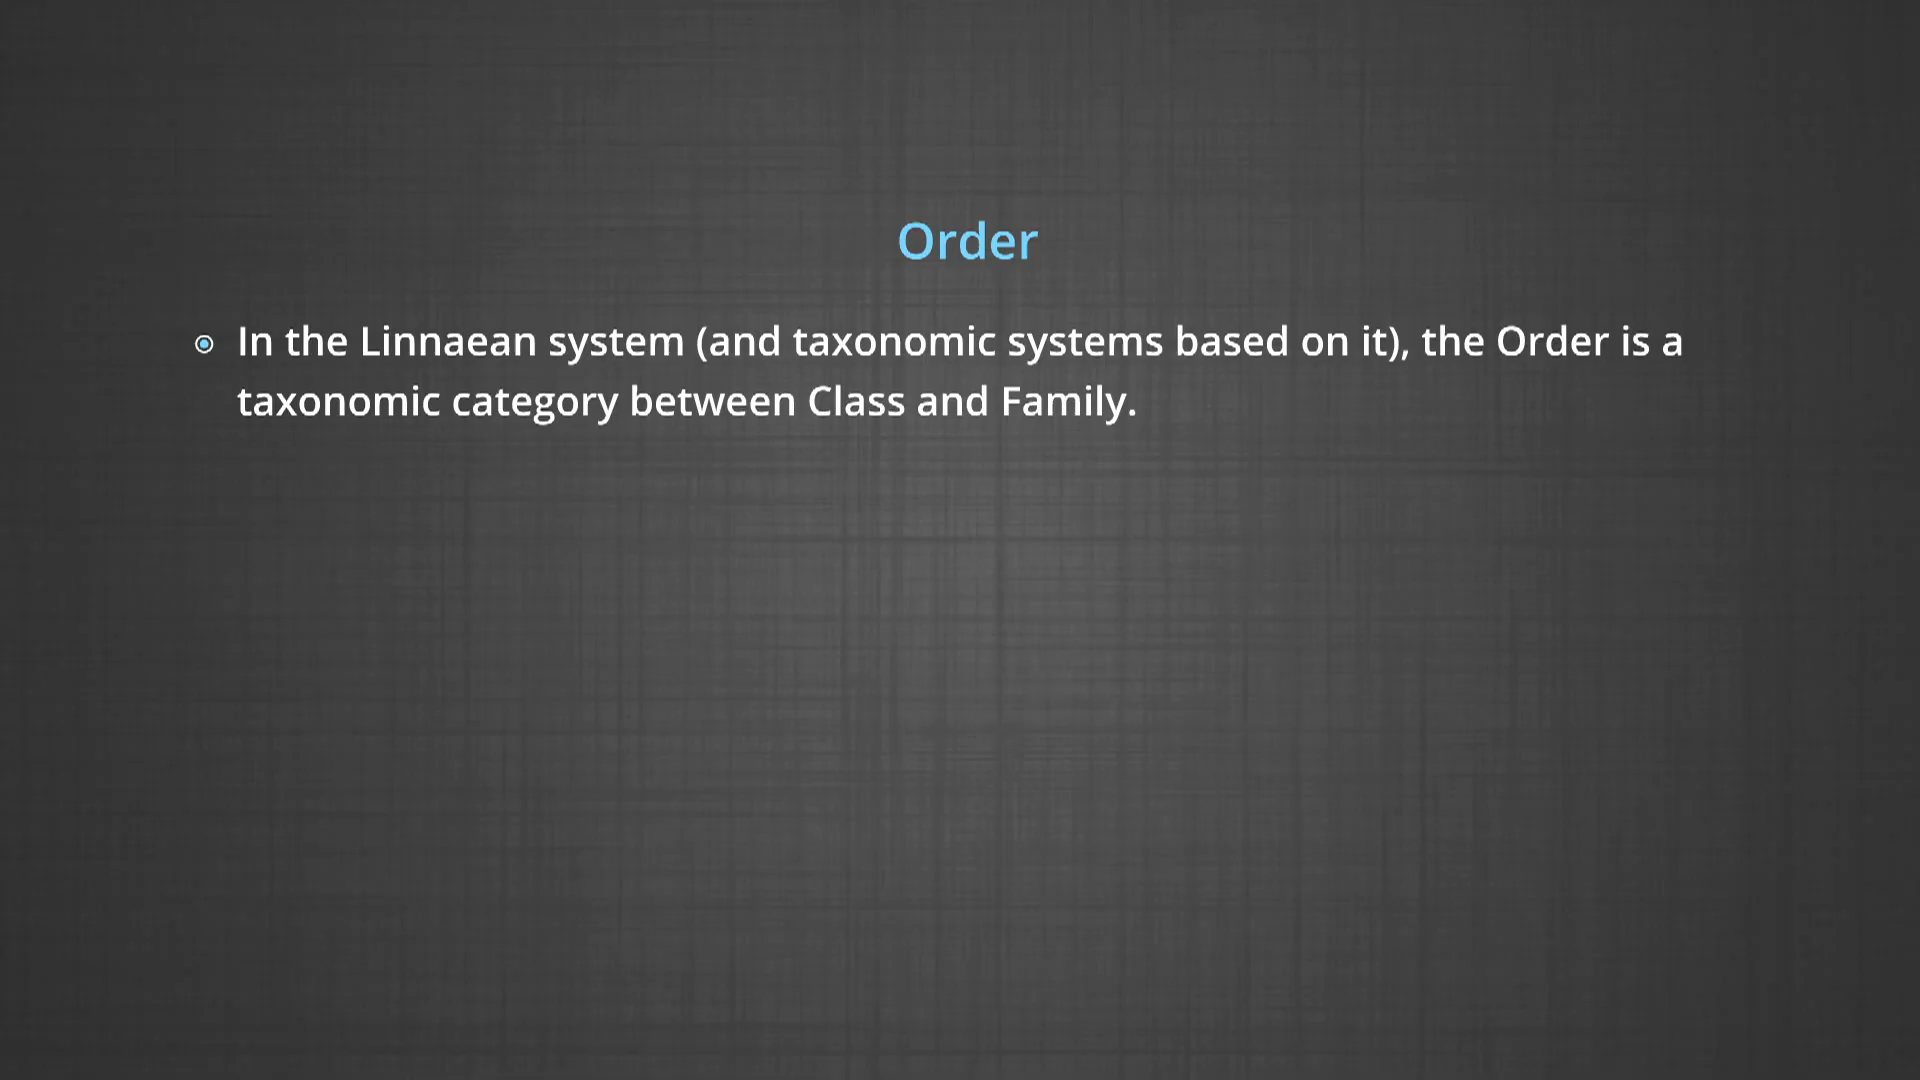 Order
In the Linnaean system (and taxonomic systems based on it), the Order is a
taxonomic category between Class and Family.